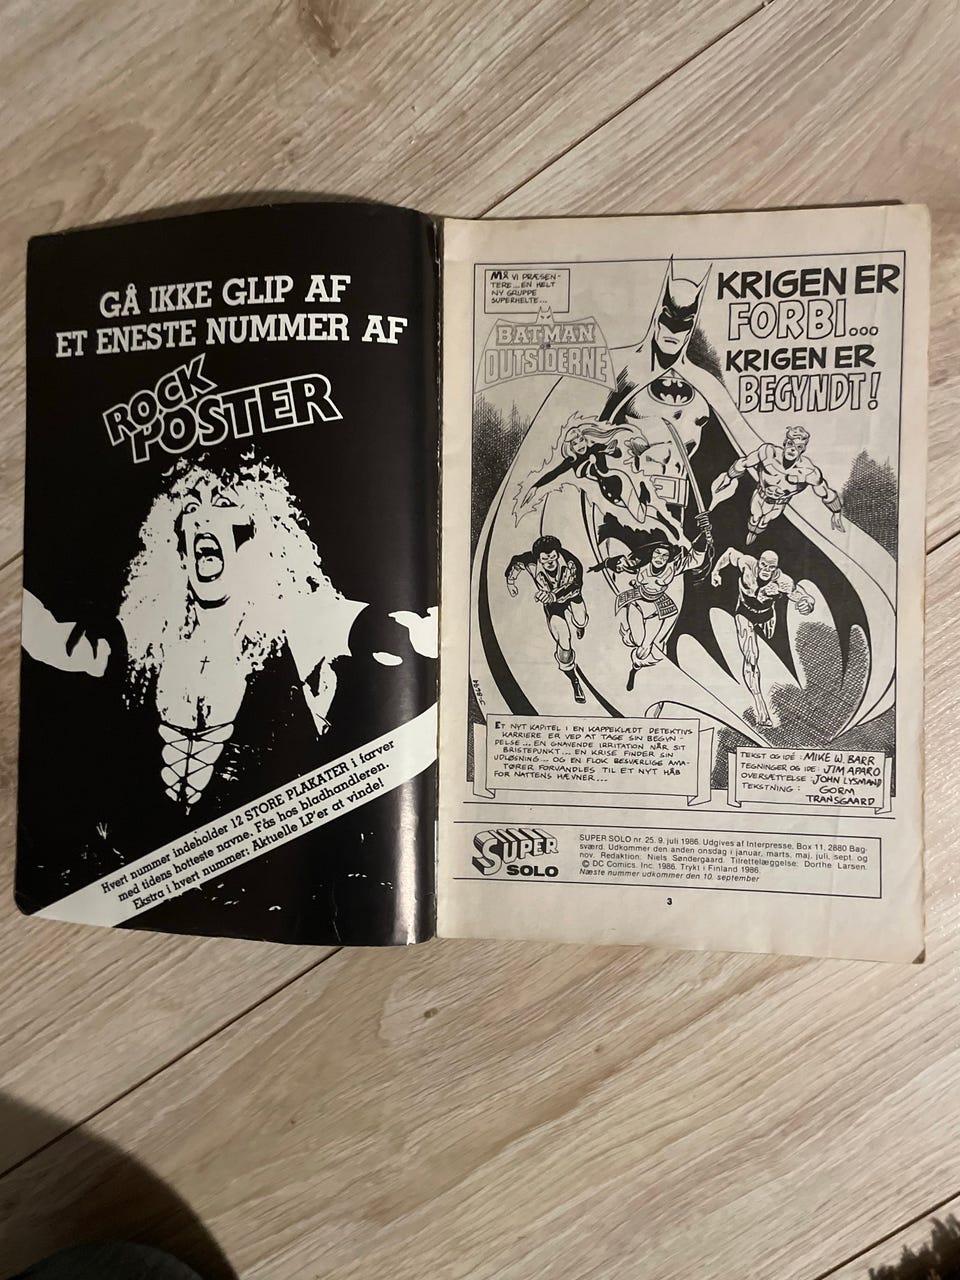 GÅ IKKE GLIP AF
ET ENESTE NUMMER AF
ROCK
POSTER
Hvert nummer indeholder 12 STORE PLAKATER i farver
med tidens hotteste navne. Fås hos bladhandleren.
Ekstra i hvert nummer: Aktuelle LP'er at vinde!
MÅ VI PRÆSEN-
TERE...EN HELT
NY GRUPPE
SUPERHELTE...
BATMAN
OG
OUTSIDERNE
KRIGEN ER
FORBI...
KRIGEN ER
BEGYNDT!
ET NYT KAPITEL I EN KAPPEKLÆDT DETEKTIVS
KARRIERE ER VED AT TAGE SIN BEGYN-
DELSE... EN GNAVENDE IRRITATION NÅR SIT
BRISTEPUNKT... EN KRISE FINDER SIN
UDLØSNING... OG EN FLOK BESVÆRLIGE AMA-
TØRER FORVANDLES TIL ET NYT HÅB
FOR NATTENS HÆVNER...
TEKST OG IDÉ: MIKE W. BARR
TEGNINGER OG IDE: JIM APARO
OVERSÆTTELSE: JOHN LYSMAND
TEKSTNING: GORM
TRANSGAARD
SUPER
SOLO
SUPER SOLO nr. 25. 9. juli 1986. Udgives af Interpresse, Box 11, 2880 Bag-
sværd. Udkommer den anden onsdag i januar, marts, maj, juli, sept. og
nov. Redaktion: Niels Søndergaard. Tilrettelæggelse: Dorthe Larsen.
© DC Comics, Inc. 1986. Trykt i Finland 1986.
Næste nummer udkommer den 10. september
3